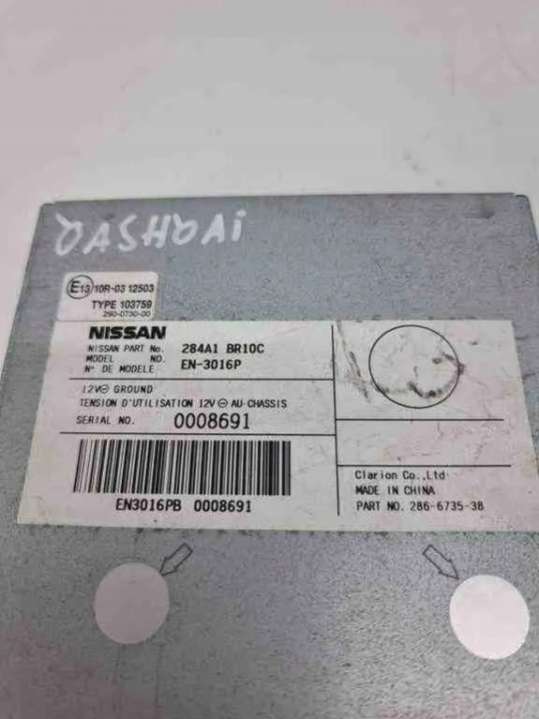 QASHQAI
E13 10R-03 12503
TYPE 103759
290-0730-00
NISSAN
NISSAN PART No. 284A1 BR10C
MODEL NO. EN-3016P
N° DE MODELE
12V⊖ GROUND
TENSION D'UTILISATION 12V ⊖ AU-CHASSIS
SERIAL NO. 0008691
EN3016PB 0008691
Clarion Co.,Ltd.
MADE IN CHINA
PART NO. 286-6735-38